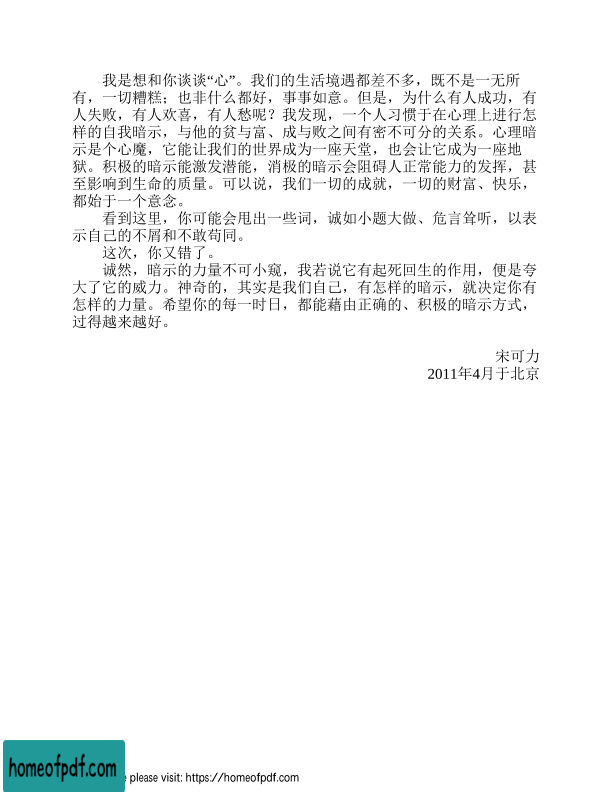 我是想和你谈谈“心”。我们的生活境遇都差不多，既不是一无所
有，一切糟糕；也非什么都好，事事如意。但是，为什么有人成功，有
人失败，有人欢喜，有人愁呢？我发现，一个人习惯于在心理上进行怎
样的自我暗示，与他的贫与富、成与败之间有密不可分的关系。心理暗
示是个心魔，它能让我们的世界成为一座天堂，也会让它成为一座地
狱。积极的暗示能激发潜能，消极的暗示会阻碍人正常能力的发挥，甚
至影响到生命的质量。可以说，我们一切的成就，一切的财富、快乐，
都始于一个意念。
看到这里，你可能会甩出一些词，诚如小题大做、危言耸听，以表
示自己的不屑和不敢苟同。
这次，你又错了。
诚然，暗示的力量不可小窥，我若说它有起死回生的作用，便是夸
大了它的威力。神奇的，其实是我们自己，有怎样的暗示，就决定你有
怎样的力量。希望你的每一时日，都能藉由正确的、积极的暗示方式，
过得越来越好。
宋可力
2011年4月于北京
homeofpdf.com
e please visit: https://homeofpdf.com